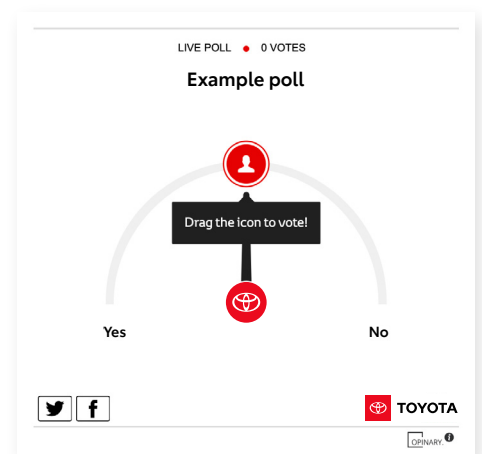 LIVE POLL ● 0 VOTES
Example poll
Drag the icon to vote!
Yes
No
f
TOYOTA
OPINARY. i